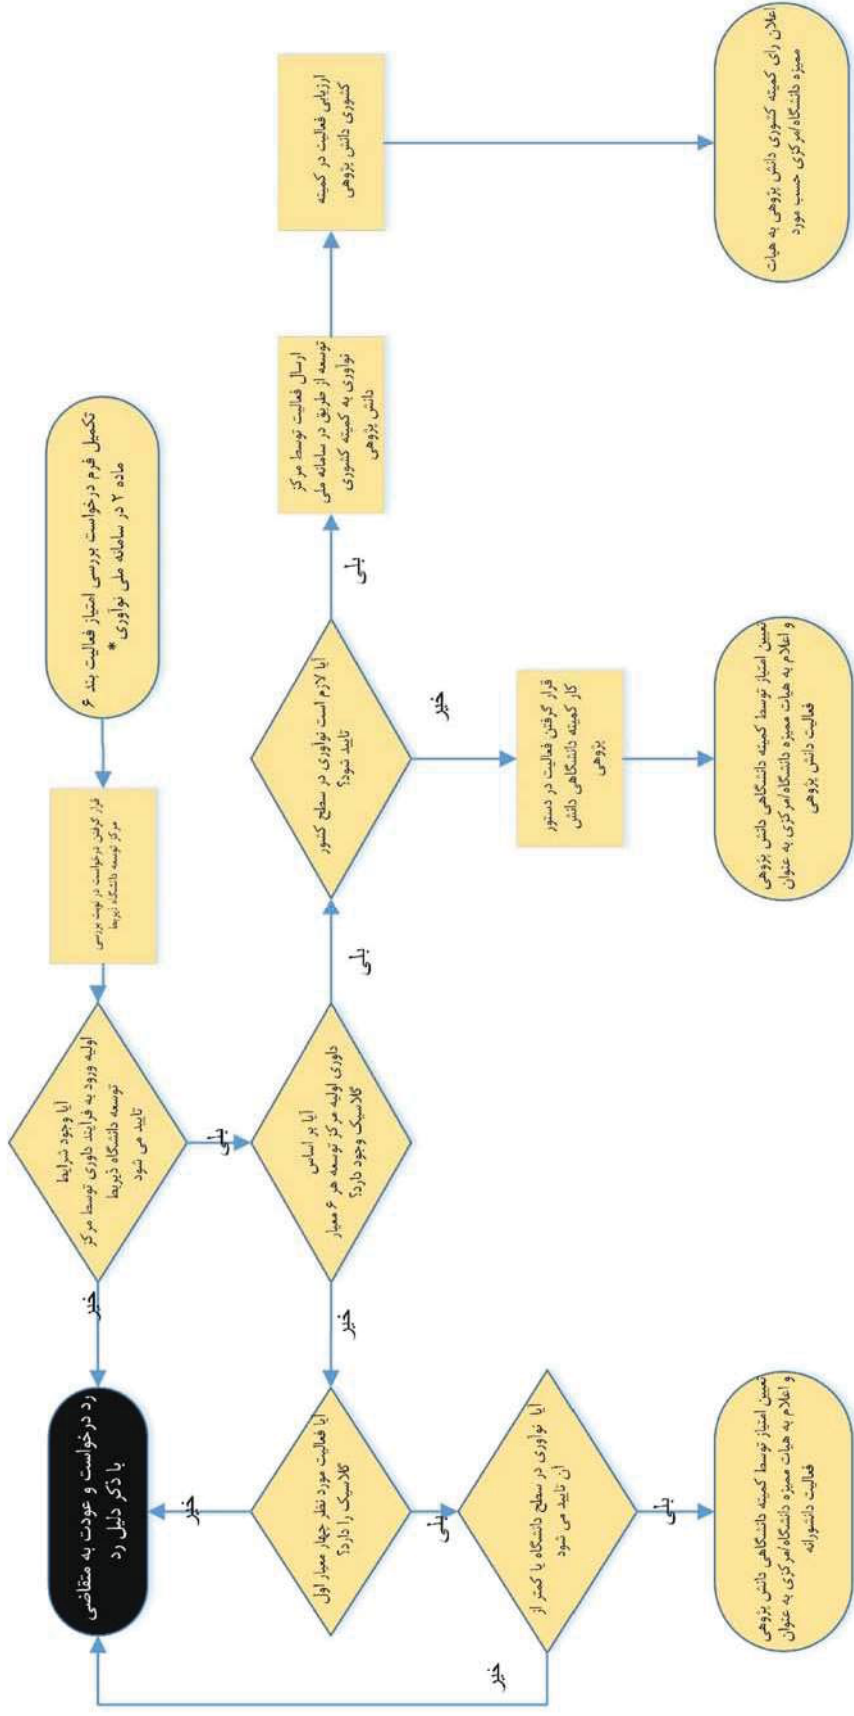 تکمیل فرم درخواست بررسی امتیاز فعالیت بند ۶
ماده ۲ در سامانه ملی نوآوری *
قرار گرفتن درخواست در نوبت بررسی
مرکز توسعه دانشگاه ذیربط
آیا وجود شرایط
اولیه ورود به فرایند داوری توسط مرکز
توسعه دانشگاه ذیربط
تایید می شود
خیر
رد درخواست و عودت به متقاضی
با ذکر دلیل رد
بلی
آیا بر اساس
داوری اولیه مرکز توسعه هر ۶ معیار
گلاسیک وجود دارد؟
بلی
آیا لازم است نوآوری در سطح کشور
تایید شود؟
بلی
ارسال فعالیت توسط مرکز
توسعه از طریق در سامانه ملی
نوآوری به کمیته کشوری
دانش پژوهی
ارزیابی فعالیت در کمیته
کشوری دانش پژوهی
اعلان رای کمیته کشوری دانش پژوهی به هیات
ممیزه دانشگاه/مرکزی حسب مورد
خیر
قرار گرفتن فعالیت در دستور
کار کمیته دانشگاهی دانش
پژوهی
تعیین امتیاز توسط کمیته دانشگاهی دانش پژوهی
و اعلام به هیات ممیزه دانشگاه/مرکزی به عنوان
فعالیت دانش پژوهی
خیر
ایا فعالیت مورد نظر چهار معیار اول
گلاسیک را دارد؟
خیر
بلی
آیا نوآوری در سطح دانشگاه یا کمتر از
آن تایید می شود
خیر
بلی
تعیین امتیاز توسط کمیته دانشگاهی دانش پژوهی
و اعلام به هیات ممیزه دانشگاه/مرکزی به عنوان
فعالیت دانشورانه